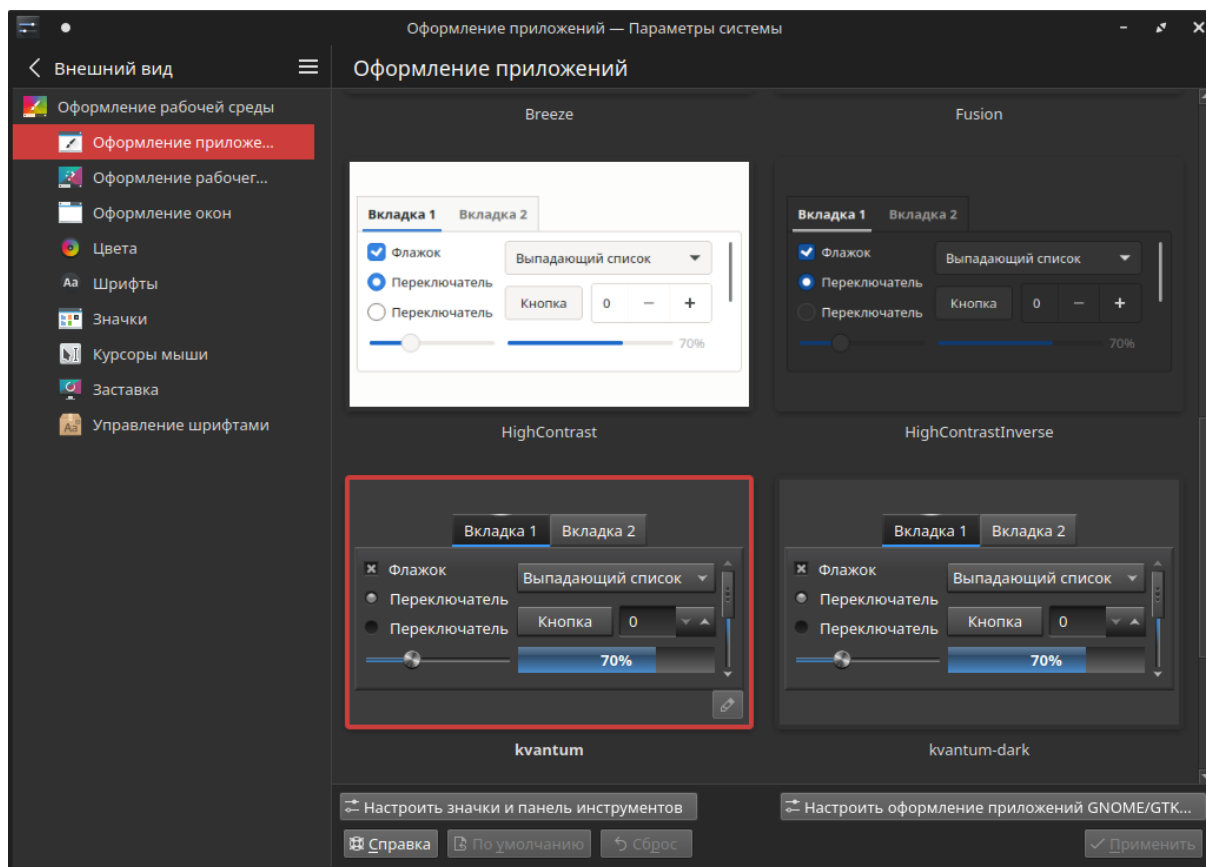 Оформление приложений — Параметры системы
Внешний вид
Оформление приложений
Оформление рабочей среды
Оформление приложе...
Оформление рабочег...
Оформление окон
Цвета
Aa Шрифты
Значки
Курсоры мыши
Заставка
Aa Управление шрифтами
Breeze
Fusion
Вкладка 1 Вкладка 2
Флажок
Выпадающий список
Переключатель
Кнопка 0 − +
Переключатель
70%
HighContrast
Вкладка 1 Вкладка 2
Флажок
Выпадающий список
Переключатель
Кнопка 0 − +
Переключатель
70%
HighContrastInverse
Вкладка 1 Вкладка 2
Флажок
Выпадающий список
Переключатель
Кнопка 0
Переключатель
70%
kvantum
Вкладка 1 Вкладка 2
Флажок
Выпадающий список
Переключатель
Кнопка 0
Переключатель
70%
kvantum-dark
Настроить значки и панель инструментов
Настроить оформление приложений GNOME/GTK...
Справка
По умолчанию
Сброс
Применить